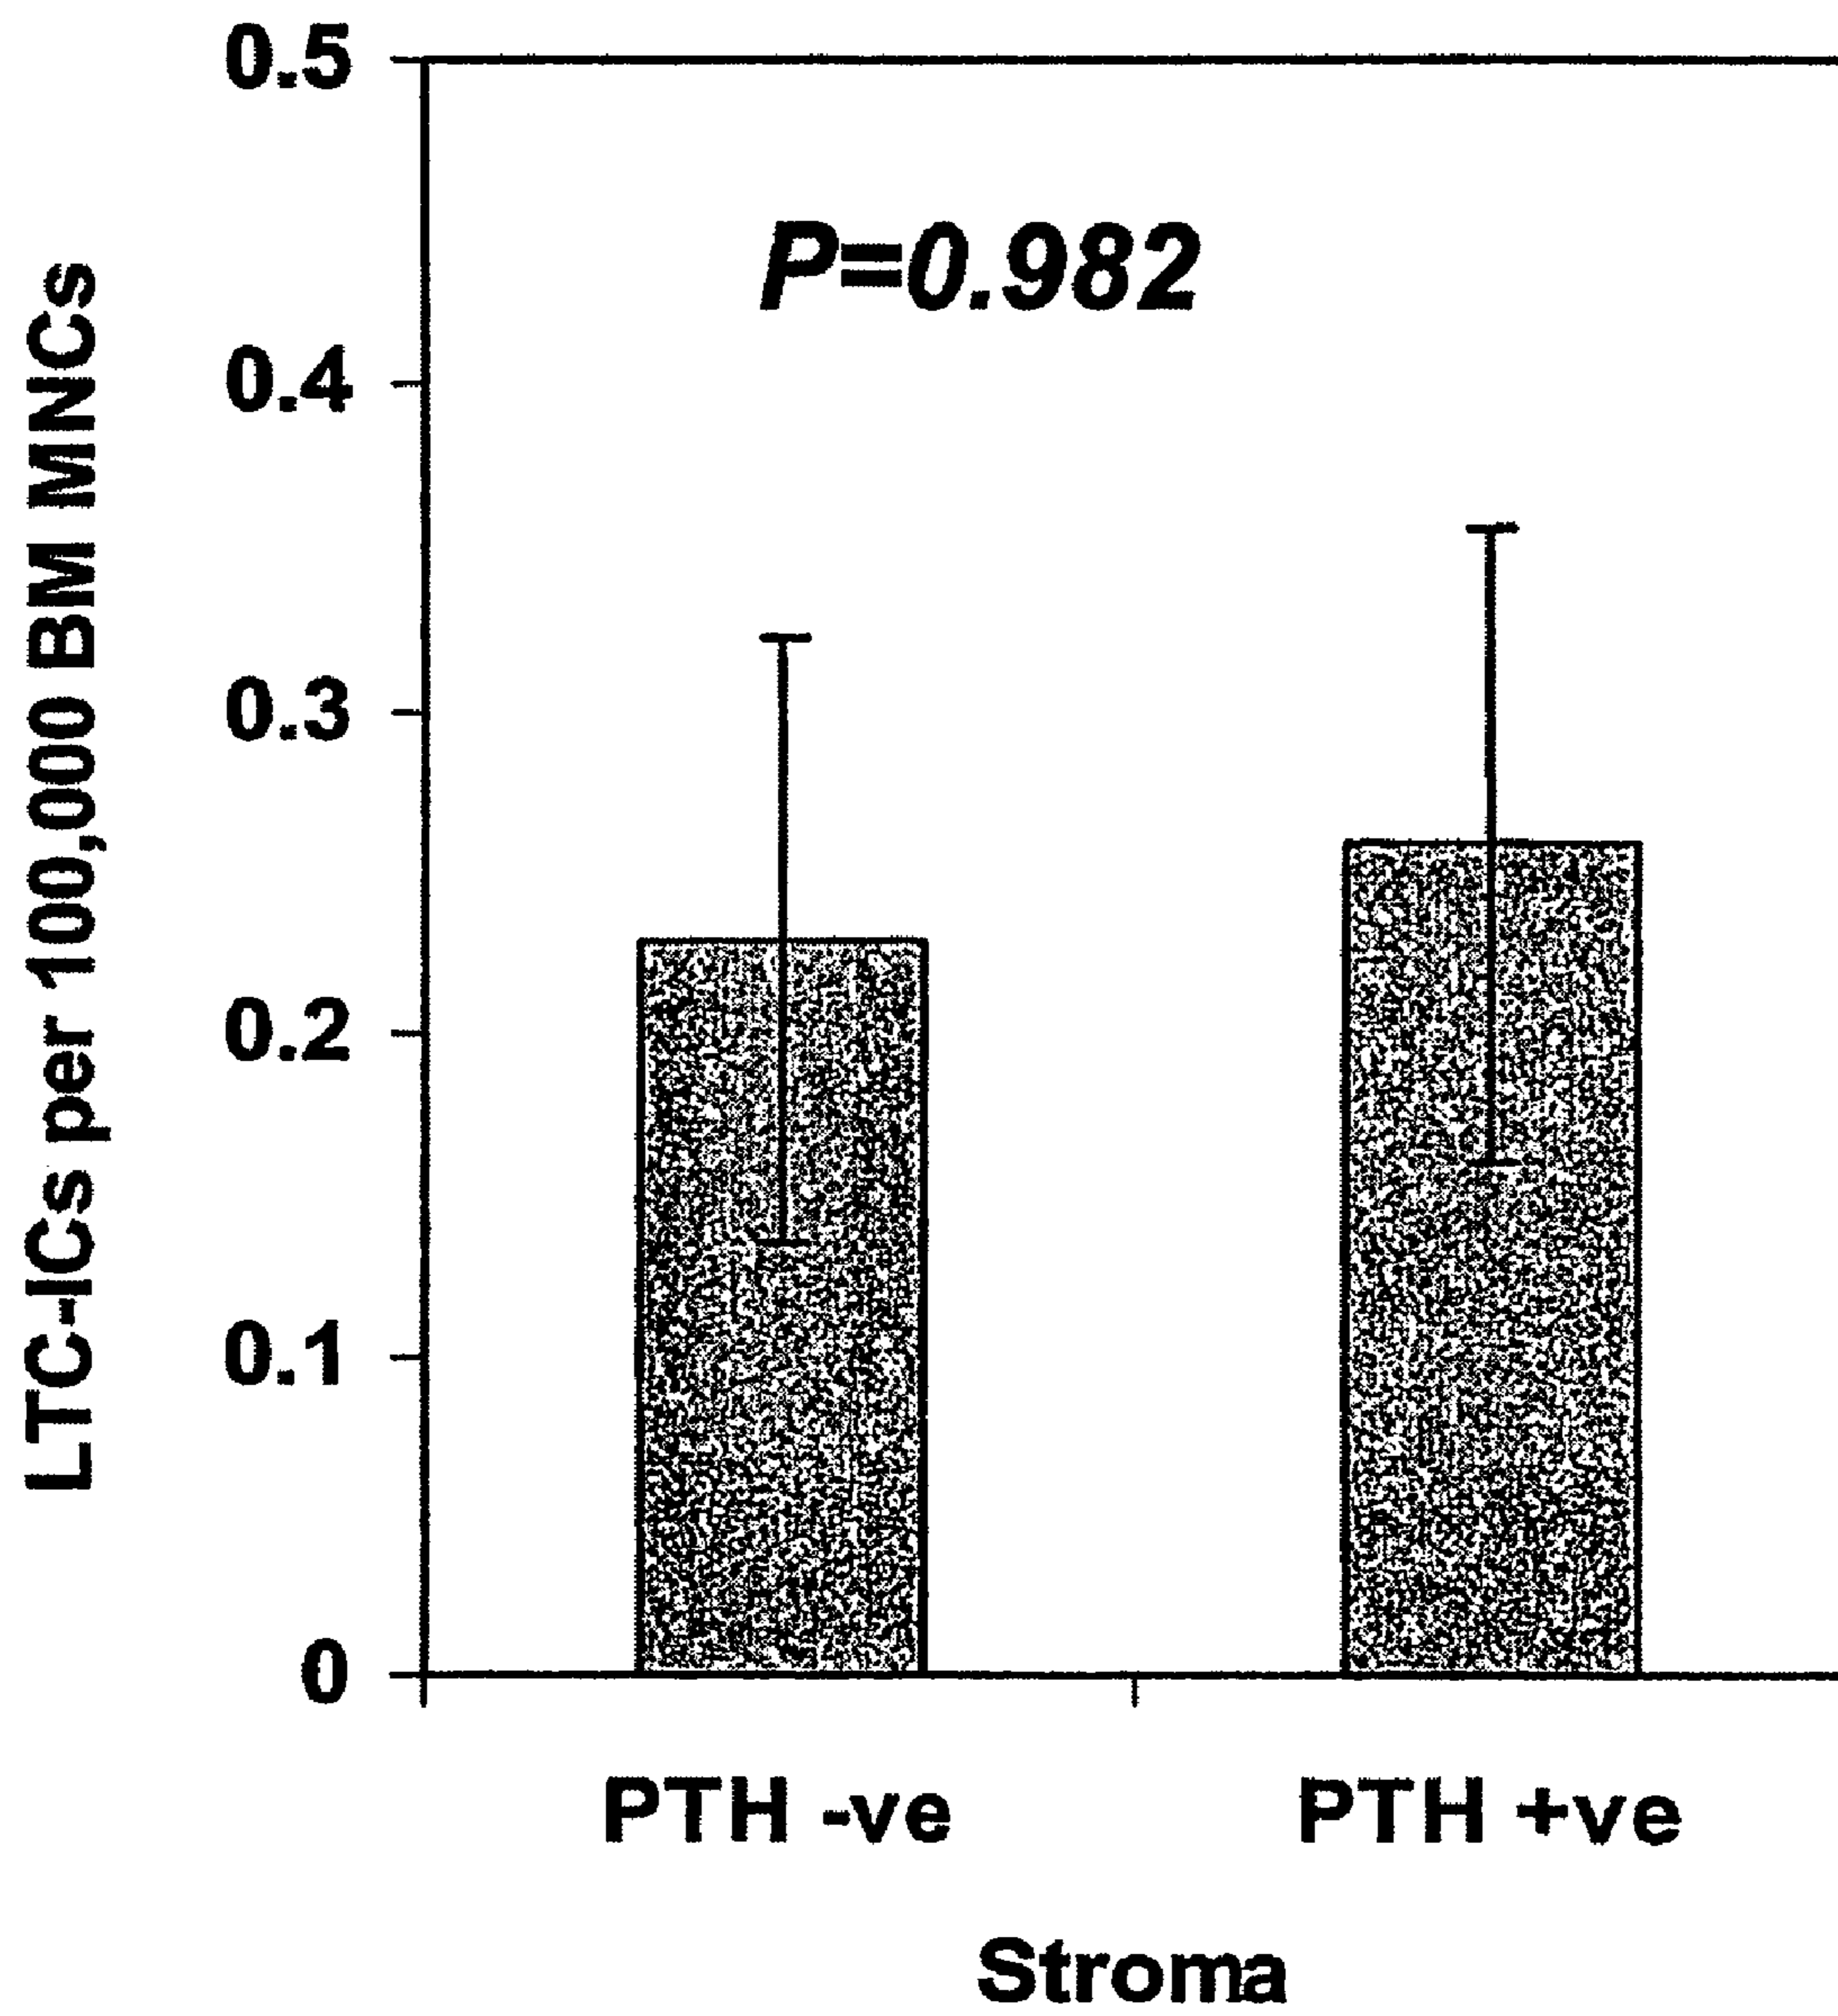 LTC-ICs per 100,000 BM MNCs
0.5
0.4
0.3
0.2
0.1
0
P=0.982
PTH -ve
PTH +ve
Stroma